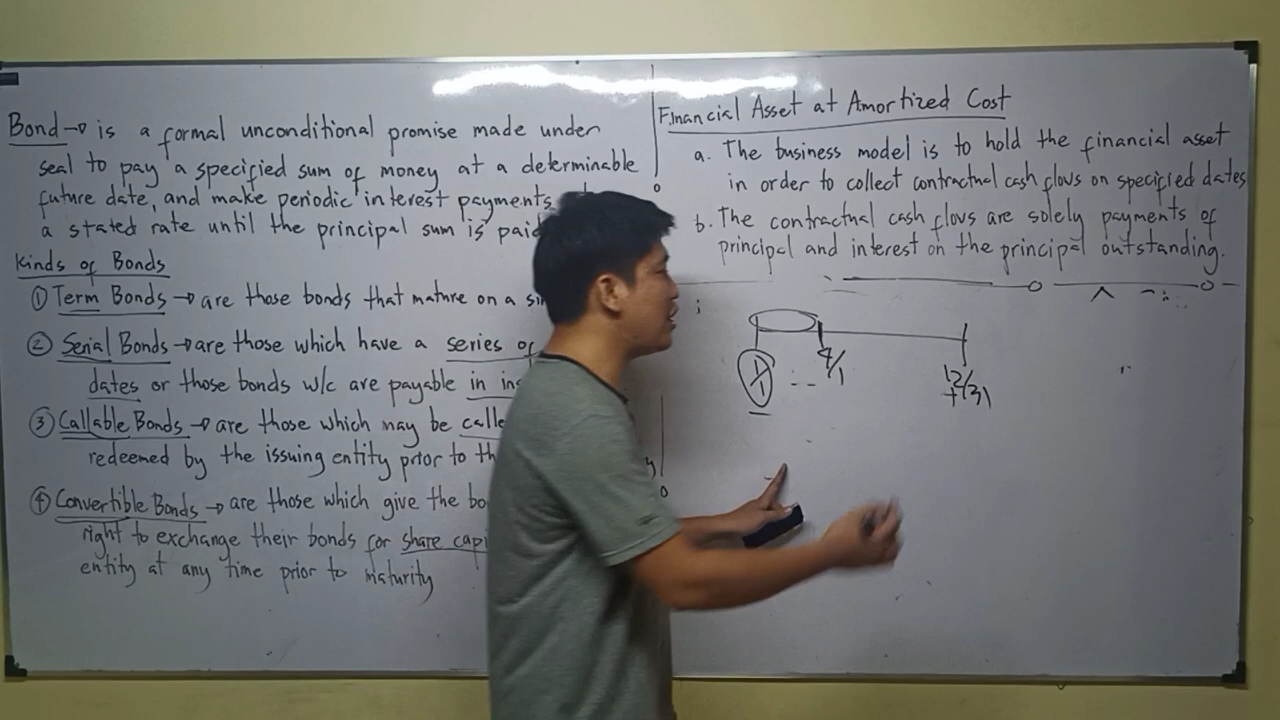 Bond → is a formal unconditional promise made under
seal to pay a specified sum of money at a determinable
future date, and make periodic interest payments
a stated rate until the principal sum is paid
Kinds of Bonds
① Term Bonds → are those bonds that mature on a
② Serial Bonds → are those which have a series of
dates or those bonds w/c are payable in
③ Callable Bonds → are those which may be
redeemed by the issuing entity prior to
④ Convertible Bonds → are those which give the
right to exchange their bonds for share
entity at any time prior to maturity
Financial Asset at Amortized Cost
a. The business model is to hold the financial asset
in order to collect contractual cash flows on specified dates
b. The contractual cash flows are solely payments of
principal and interest on the principal outstanding.
1/1
4/1
12/31